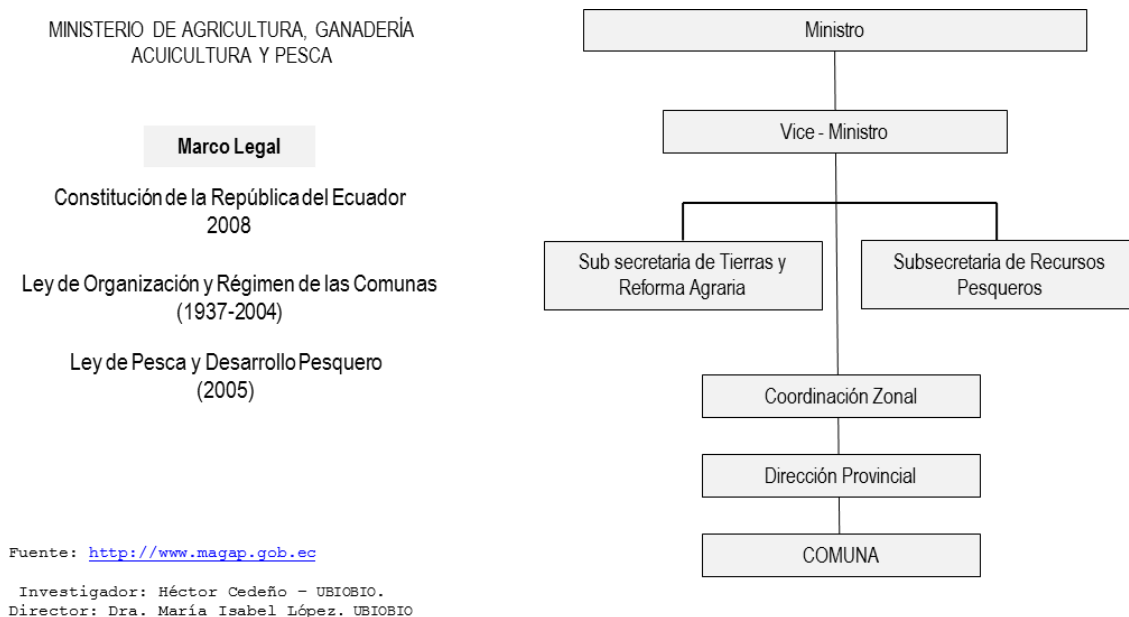 MINISTERIO DE AGRICULTURA, GANADERÍA
ACUICULTURA Y PESCA
Marco Legal
Constitución de la República del Ecuador
2008
Ley de Organización y Régimen de las Comunas
(1937-2004)
Ley de Pesca y Desarrollo Pesquero
(2005)
Fuente: http://www.magap.gob.ec
Investigador: Héctor Cedeño – UBIOBIO.
Director: Dra. María Isabel López. UBIOBIO
Ministro
Vice - Ministro
Sub secretaria de Tierras y
Reforma Agraria
Subsecretaría de Recursos
Pesqueros
Coordinación Zonal
Dirección Provincial
COMUNA